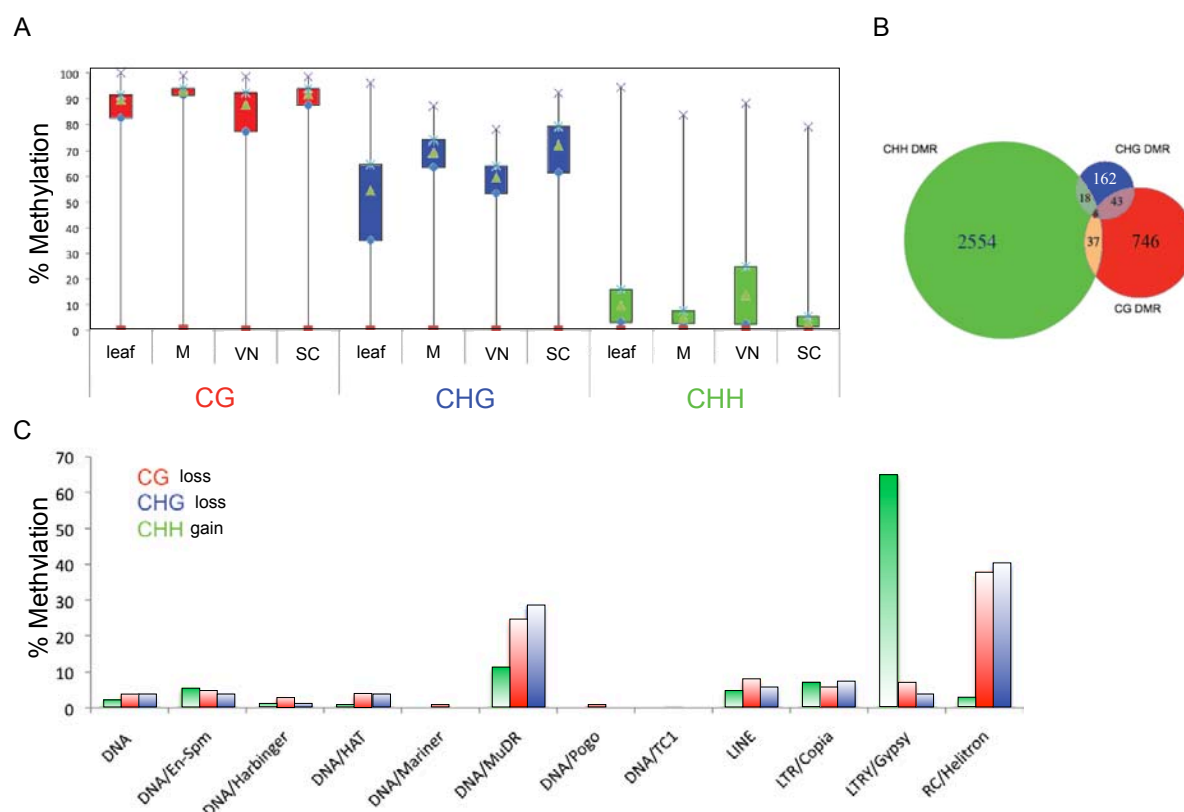 A
B
% Methylation
100
90
80
70
60
50
40
30
20
10
0
leaf M VN SC leaf M VN SC leaf M VN SC
CG CHG CHH
CHH DMR
CHG DMR
162
18
43
6
2554
37
746
CG DMR
C
% Methylation
70
60
50
40
30
20
10
0
CG loss
CHG loss
CHH gain
DNA
DNA/En-Spm
DNA/Harbinger
DNA/HAT
DNA/Mariner
DNA/MuDR
DNA/Pogo
DNA/TC1
LINE
LTR/Copia
LTRY/Gypsy
RC/Helitron